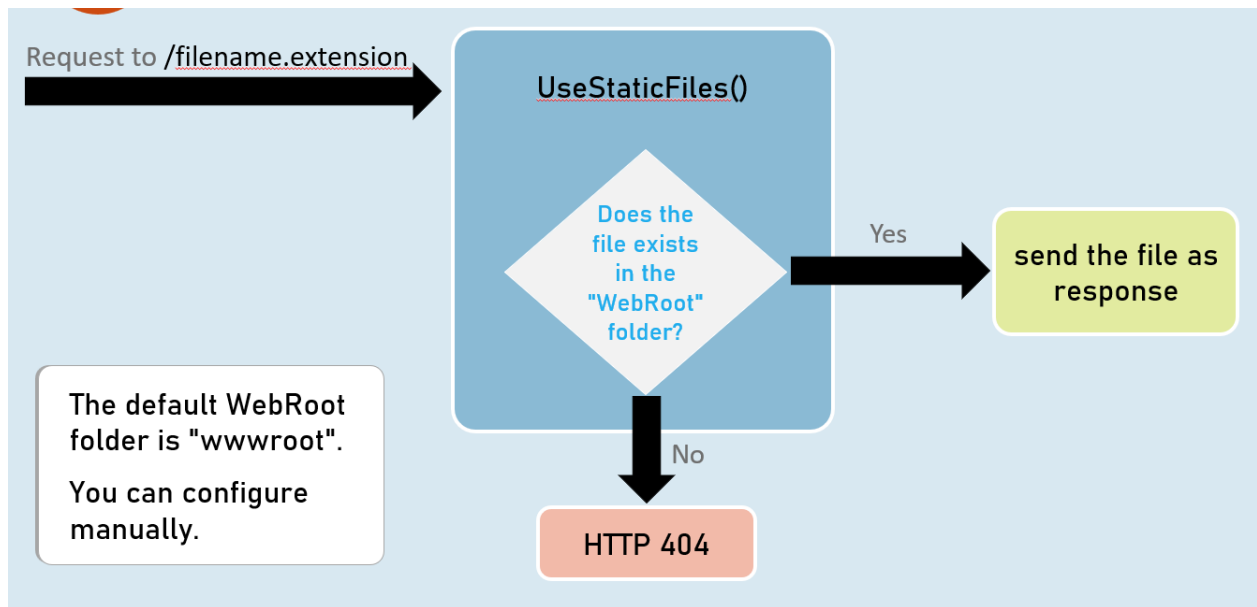 Request to /filename.extension
UseStaticFiles()
Does the
file exists
in the
"WebRoot"
folder?
Yes
send the file as
response
No
HTTP 404
The default WebRoot
folder is "wwwroot".
You can configure
manually.